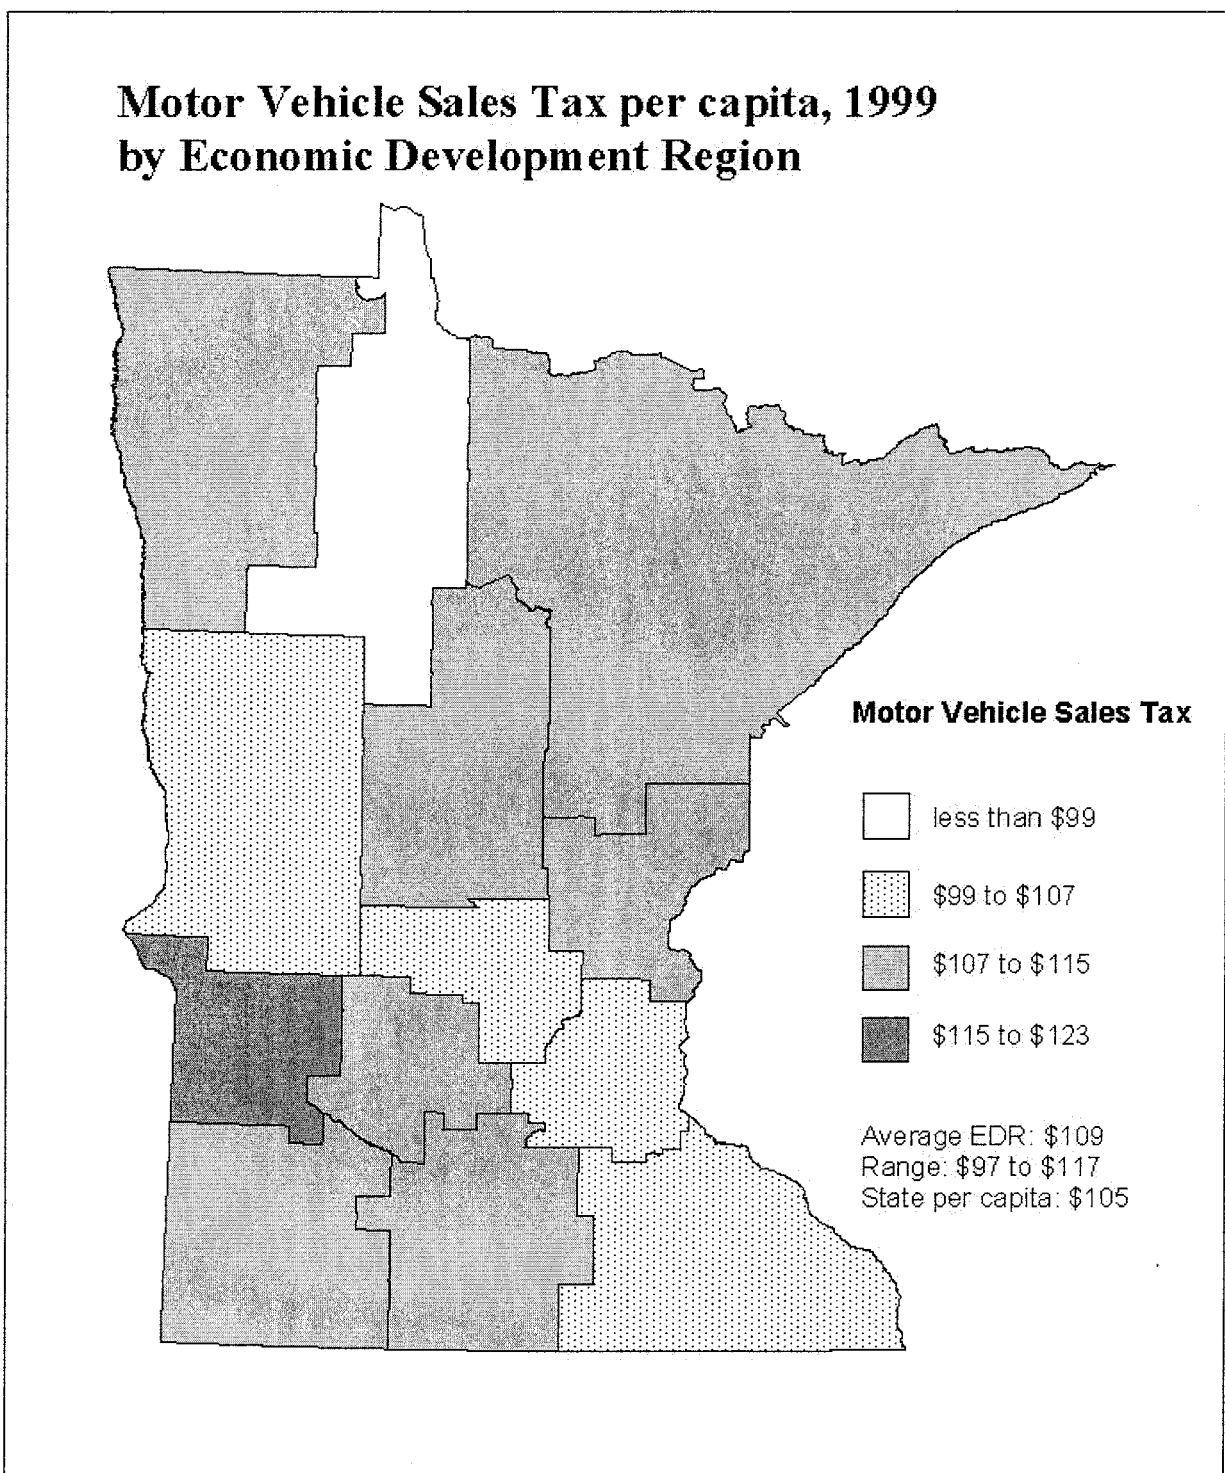 Motor Vehicle Sales Tax per capita, 1999
by Economic Development Region
Motor Vehicle Sales Tax
less than $99
$99 to $107
$107 to $115
$115 to $123
Average EDR: $109
Range: $97 to $117
State per capita: $105